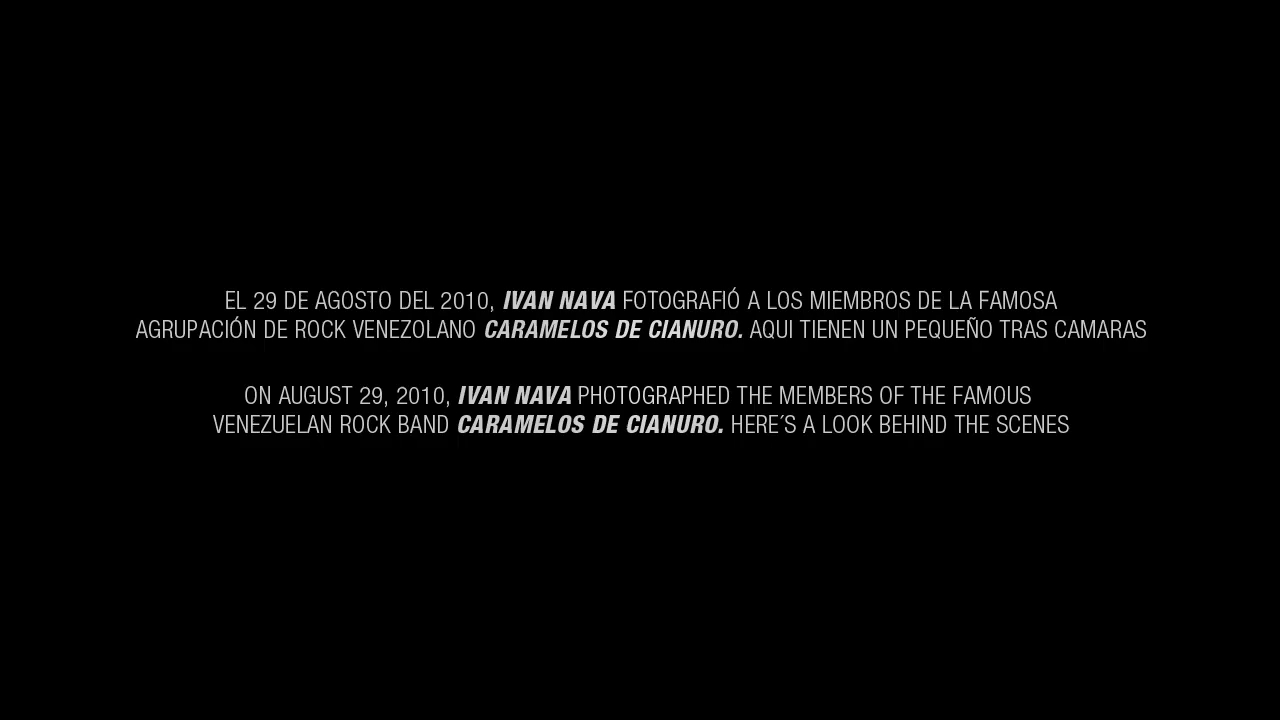 EL 29 DE AGOSTO DEL 2010, IVAN NAVA FOTOGRAFIÓ A LOS MIEMBROS DE LA FAMOSA
AGRUPACIÓN DE ROCK VENEZOLANO CARAMELOS DE CIANURO. AQUI TIENEN UN PEQUEÑO TRAS CAMARAS
ON AUGUST 29, 2010, IVAN NAVA PHOTOGRAPHED THE MEMBERS OF THE FAMOUS
VENEZUELAN ROCK BAND CARAMELOS DE CIANURO. HERE´S A LOOK BEHIND THE SCENES